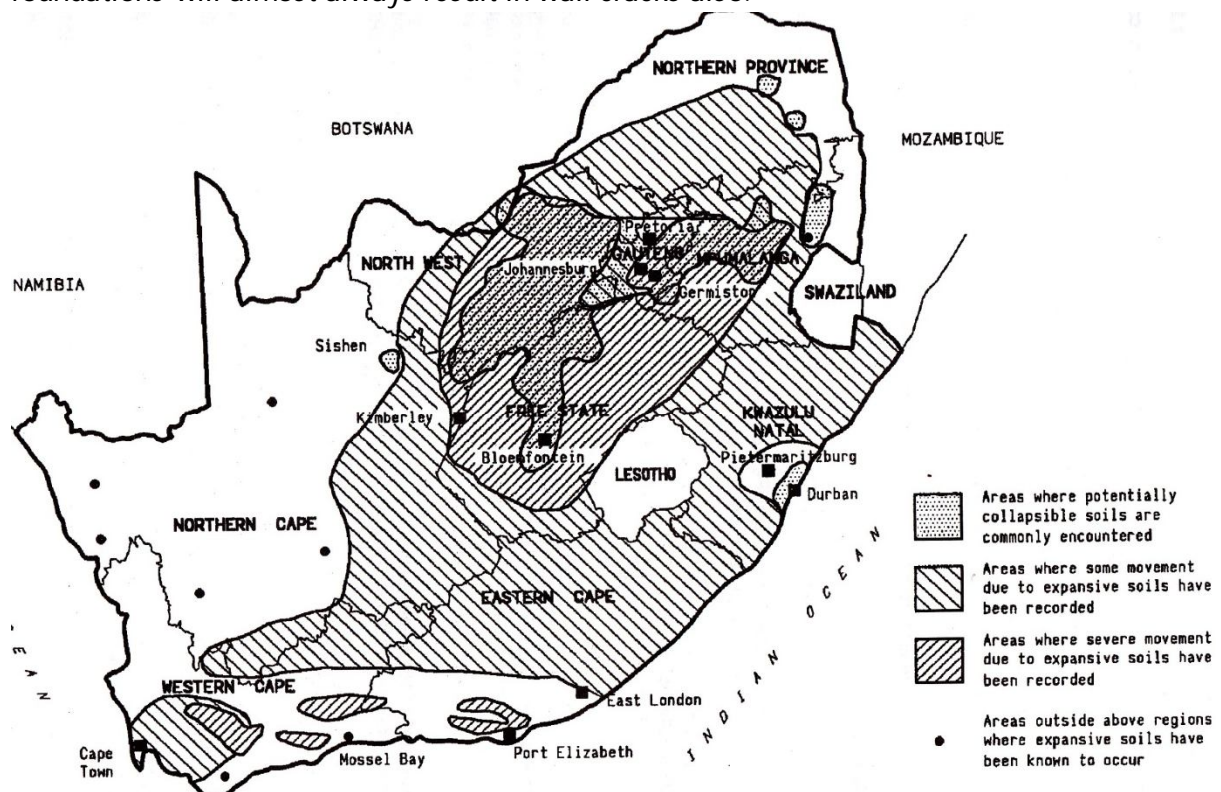 foundations will almost always result in wall cracks also.
NORTHERN PROVINCE
BOTSWANA
MOZAMBIQUE
Pretoria
NORTH WEST
GAUTENG
MPUMALANGA
Johannesburg
NAMIBIA
Germiston
SWAZILAND
Sishen
Kimberley
FREE STATE
KWAZULU
NATAL
Bloemfontein
Pietermaritzburg
LESOTHO
Durban
NORTHERN CAPE
EASTERN CAPE
INDIAN OCEAN
EAN
WESTERN CAPE
East London
Cape
Town
Mossel Bay
Port Elizabeth
Areas where potentially
collapsible soils are
commonly encountered
Areas where some movement
due to expansive soils have
been recorded
Areas where severe movement
due to expansive soils have
been recorded
Areas outside above regions
where expansive soils have
been known to occur